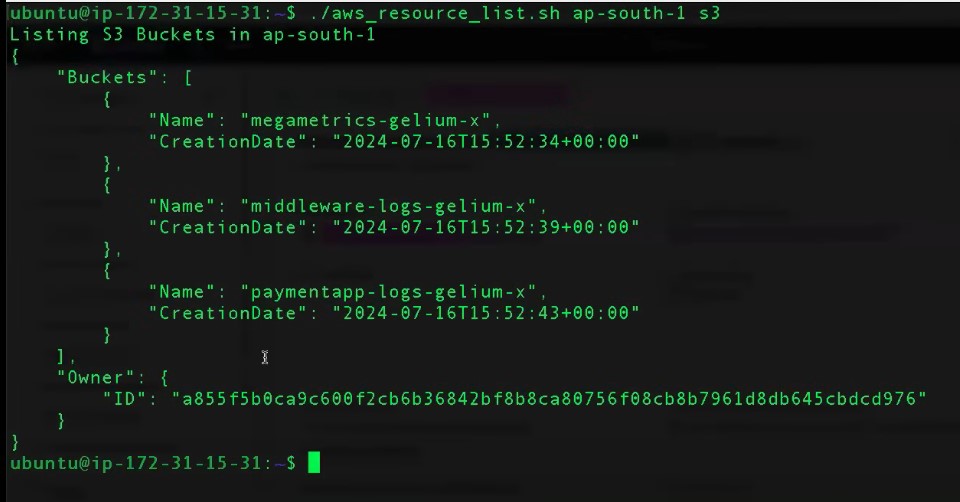 ubuntu@ip-172-31-15-31:~$ ./aws_resource_list.sh ap-south-1 s3
Listing S3 Buckets in ap-south-1
{
    "Buckets": [
        {
            "Name": "megametrics-gelium-x",
            "CreationDate": "2024-07-16T15:52:34+00:00"
        },
        {
            "Name": "middleware-logs-gelium-x",
            "CreationDate": "2024-07-16T15:52:39+00:00"
        },
        {
            "Name": "paymentapp-logs-gelium-x",
            "CreationDate": "2024-07-16T15:52:43+00:00"
        }
    ],
    "Owner": {
        "ID": "a855f5b0ca9c600f2cb6b36842bf8b8ca80756f08cb8b7961d8db645cbdcd976"
    }
}
ubuntu@ip-172-31-15-31:~$